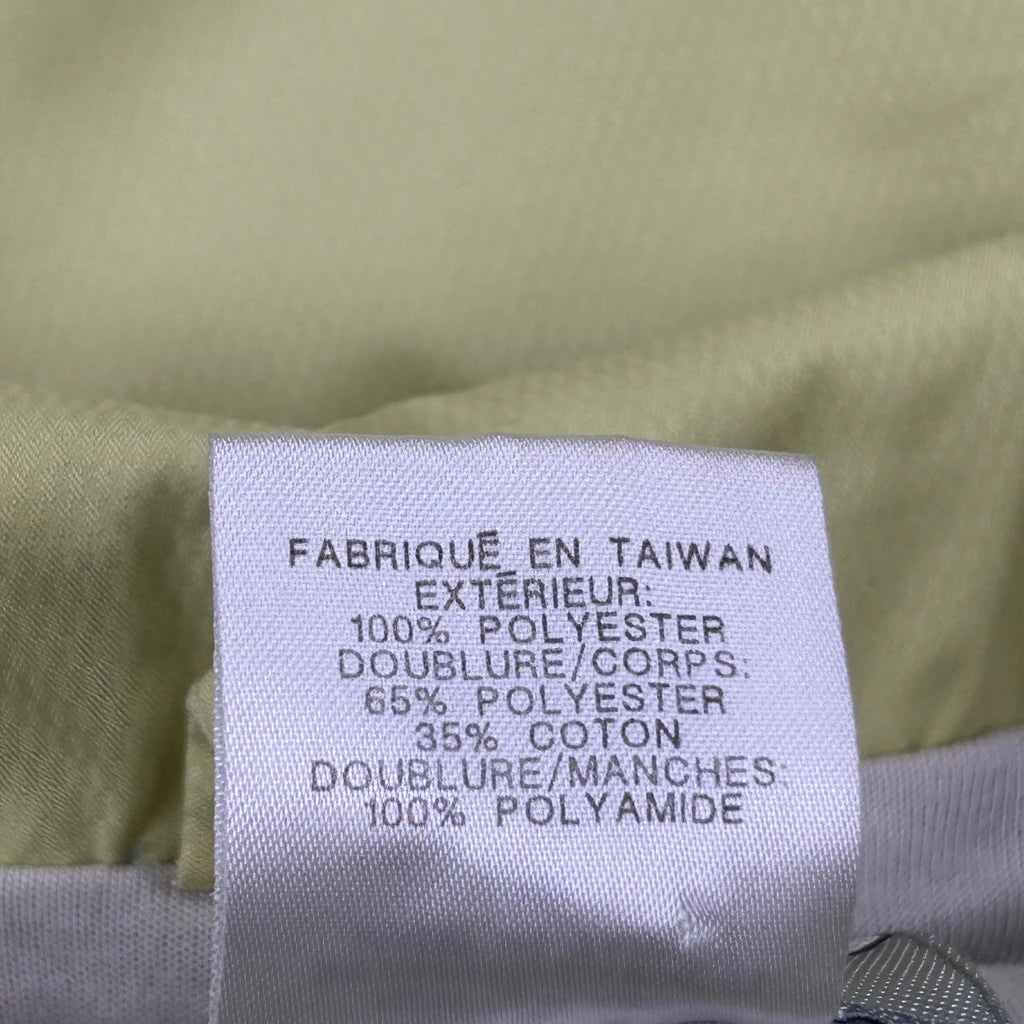 FABRIQUÉ EN TAIWAN
EXTÉRIEUR:
100% POLYESTER
DOUBLURE/CORPS:
65% POLYESTER
35% COTON
DOUBLURE/MANCHES:
100% POLYAMIDE